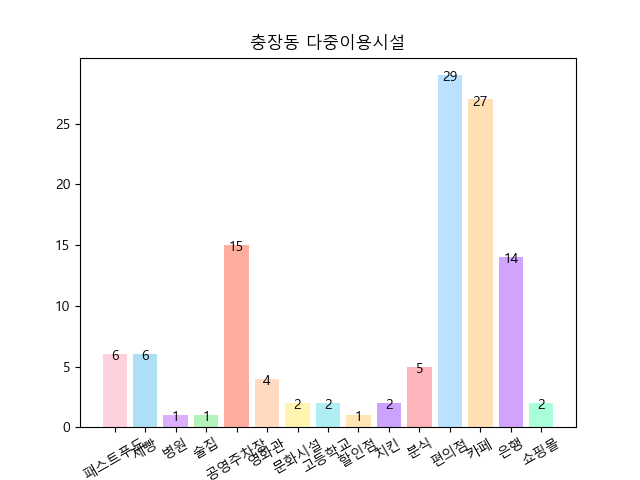 충장동 다중이용시설
25
20
15
10
5
0
6
6
1
1
15
4
2
2
1
2
5
29
27
14
2
패스트푸드
제빵
병원
술집
공영주차장
영화관
문화시설
고등학교
할인점
치킨
분식
편의점
카페
은행
쇼핑몰